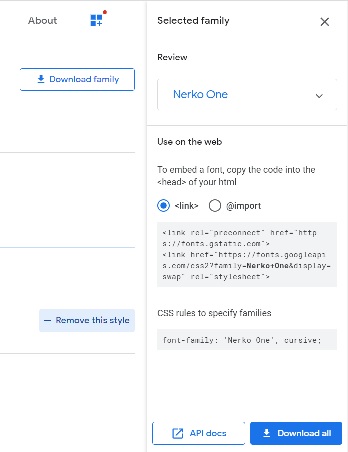 About
Download family
Remove this style
Selected family
Review
Nerko One
Use on the web
To embed a font, copy the code into the
<head> of your html
<link>
@import
<link rel="preconnect" href="http
s://fonts.gstatic.com">
<link href="https://fonts.googleapi
s.com/css2?family=Nerko+One&display=
swap" rel="stylesheet">
CSS rules to specify families
font-family: 'Nerko One', cursive;
API docs
Download all